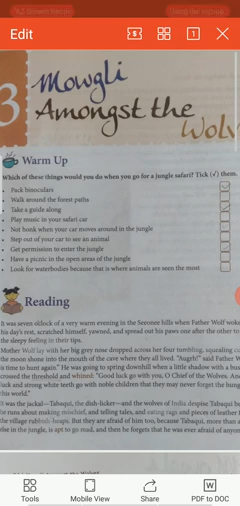 Edit
$
1
3
Mowgli
Amongst the
Wolv
Warm Up
Which of these things would you do when you go for a jungle safari? Tick (√) them.
• Pack binoculars
• Walk around the forest paths
• Take a guide along
• Play music in your safari car
• Not honk when your car moves around in the jungle
• Step out of your car to see an animal
• Get permission to enter the jungle
• Have a picnic in the open areas of the jungle
• Look for waterbodies because that is where animals are seen the most
Reading
It was seven o'clock of a very warm evening in the Seeonee hills when Father Wolf woke
his day's rest, scratched himself, yawned, and spread out his paws one after the other to
the sleepy feeling in their tips.
Mother Wolf lay with her big grey nose dropped across her four tumbling, squealing
the moon shone into the mouth of the cave where they all lived. "Augrh!" said Father W
is time to hunt again." He was going to spring downhill when a little shadow with a bus
crossed the threshold and whined: "Good luck go with you, O Chief of the Wolves. An
luck and strong white teeth go with noble children that they may never forget the hung
this world."
It was the jackal—Tabaqui, the dish-licker—and the wolves of India despise Tabaqui be
he runs about making mischief, and telling tales, and eating rags and pieces of leather
the village rubbish-heaps. But they are afraid of him too, because Tabaqui, more than a
else in the jungle, is apt to go mad, and then he forgets that he was ever afraid of anyon
Tools
Mobile View
Share
W
PDF to DOC